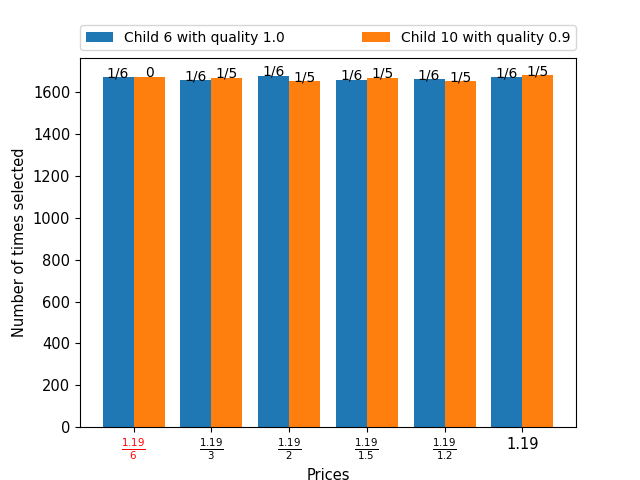 Child 6 with quality 1.0 Child 10 with quality 0.9
1/6 0 1/6 1/5 1/6 1/5 1/6 1/5 1/6 1/5 1/6 1/5
1600
1400
1200
1000
800
600
400
200
0
Number of times selected
1.19/6 1.19/3 1.19/2 1.19/1.5 1.19/1.2 1.19
Prices